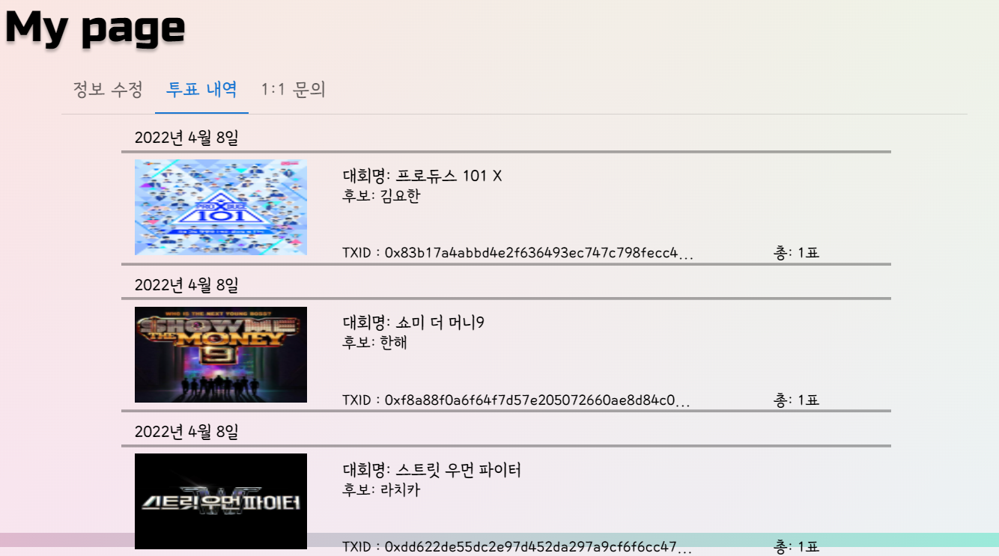 My page
정보 수정 투표 내역 1:1 문의
2022년 4월 8일
PRODUCE
101
대회명: 프로듀스 101 X
후보: 김요한
TXID : 0x83b17a4abbd4e2f636493ec747c798fecc4... 총: 1표
2022년 4월 8일
WHO IS THE NEXT YOUNG BOSS?
SHOW ME
THE MONEY
9
대회명: 쇼미 더 머니9
후보: 한해
TXID : 0xf8a88f0a6f64f7d57e205072660ae8d84c0... 총: 1표
2022년 4월 8일
스트릿 우먼 파이터
대회명: 스트릿 우먼 파이터
후보: 라치카
TXID : 0xdd622de55dc2e97d452da297a9cf6f6cc47... 총: 1표